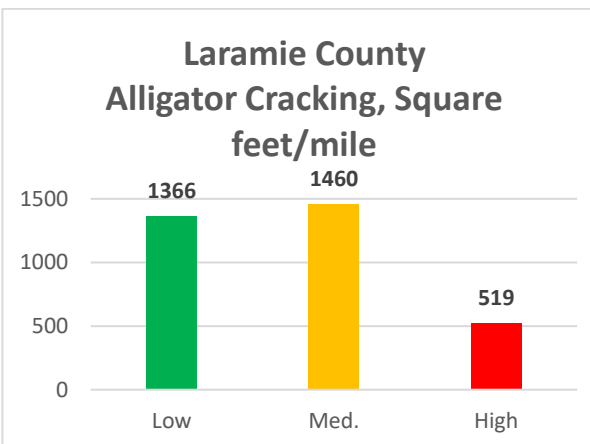 Laramie County
Alligator Cracking, Square
feet/mile
1366
1460
519
1500
1000
500
0
Low
Med.
High